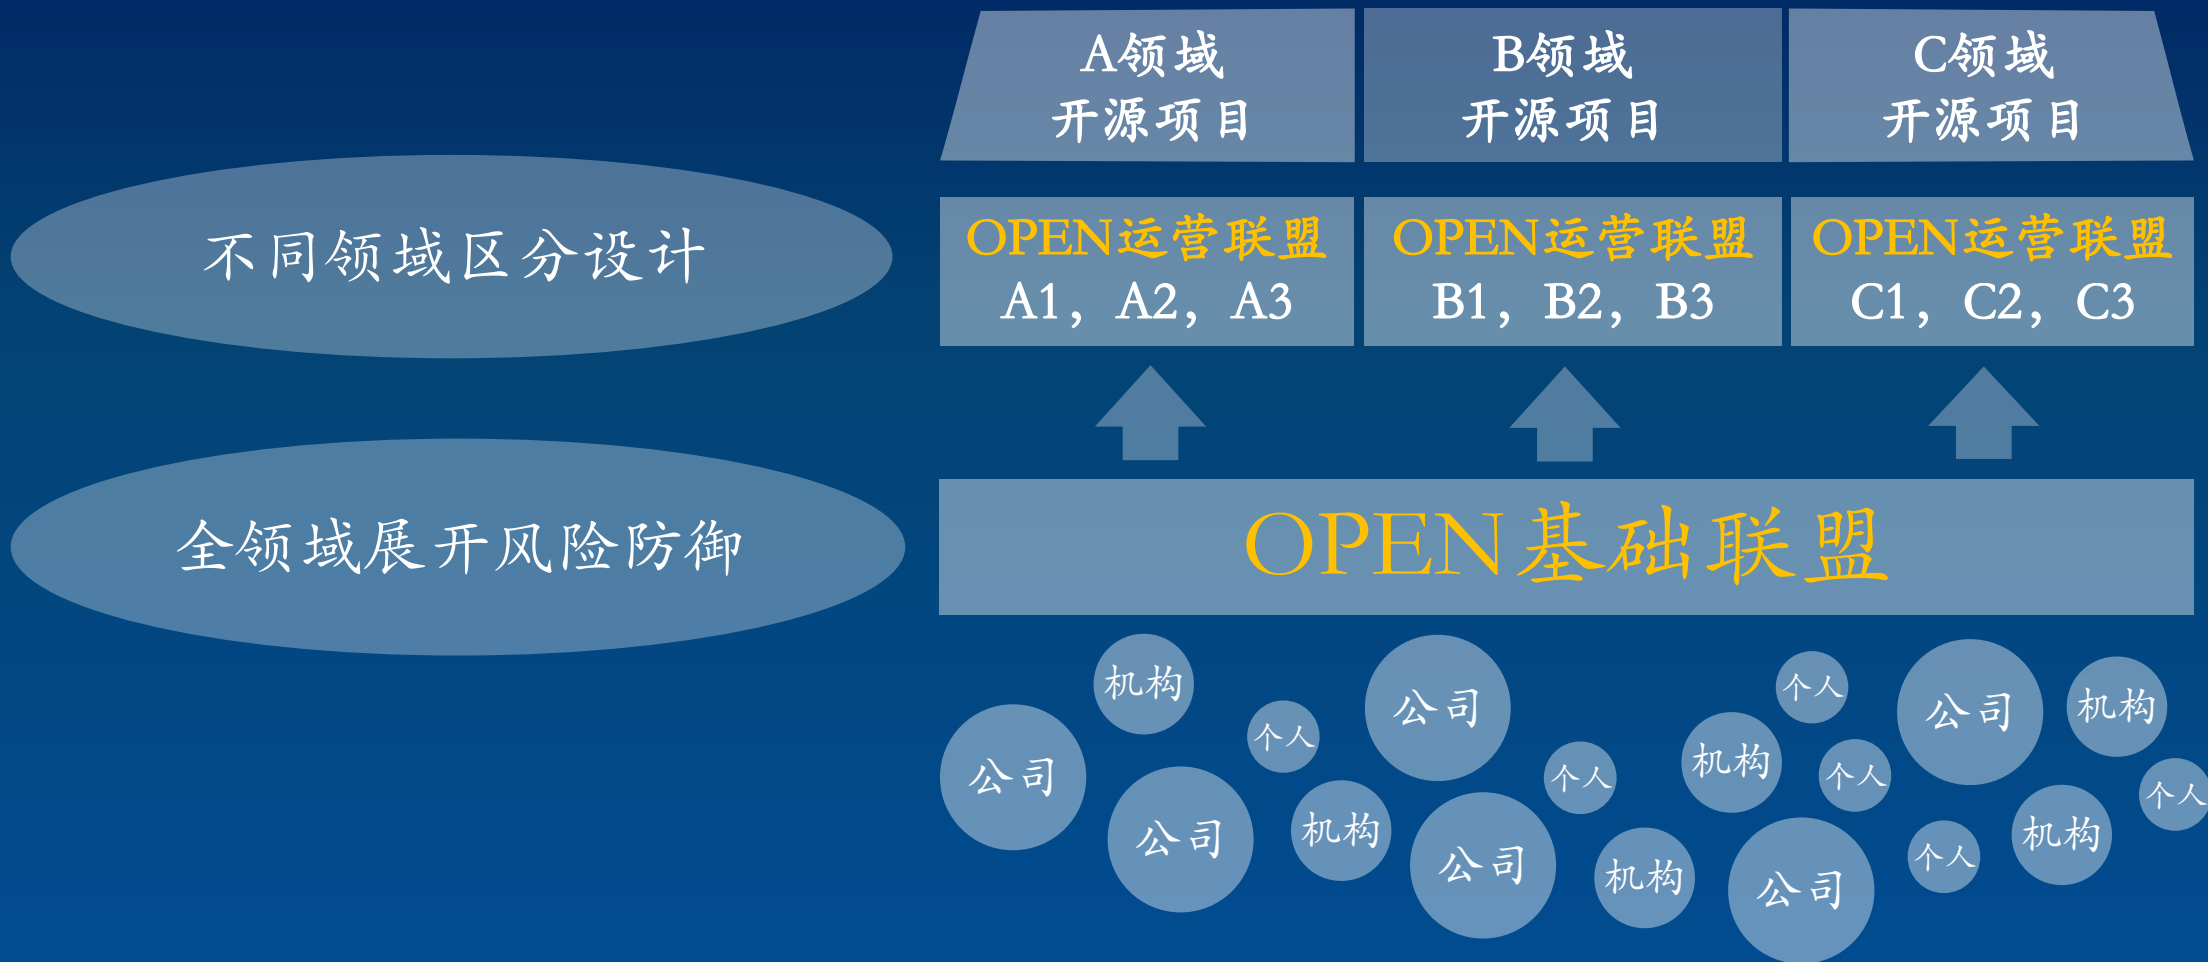 A领域
开源项目
B领域
开源项目
C领域
开源项目
不同领域区分设计
OPEN运营联盟
A1，A2，A3
OPEN运营联盟
B1，B2，B3
OPEN运营联盟
C1，C2，C3
全领域展开风险防御
OPEN基础联盟
机构
公司
个人
公司
机构
公司
公司
个人
机构
个人
机构
个人
公司
公司
机构
个人
机构
个人